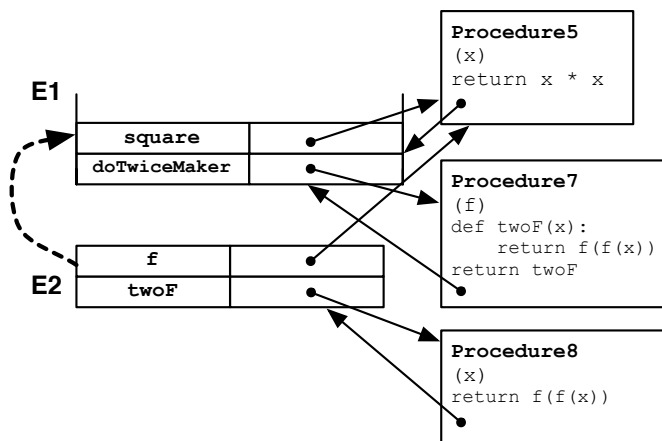 E1
square
doTwiceMaker
E2
f
twoF
Procedure5
(x)
return x * x
Procedure7
(f)
def twoF(x):
    return f(f(x))
return twoF
Procedure8
(x)
return f(f(x))